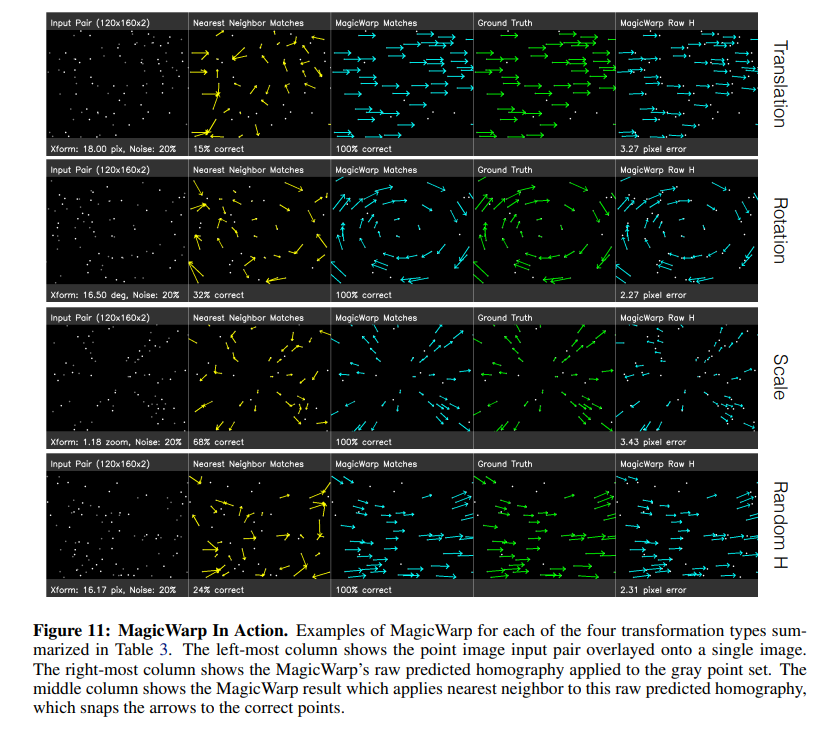 Input Pair (120x160x2) Nearest Neighbor Matches MagicWarp Matches Ground Truth MagicWarp Raw H
Translation
Xform: 18.00 pix, Noise: 20% 15% correct 100% correct 3.27 pixel error
Input Pair (120x160x2) Nearest Neighbor Matches MagicWarp Matches Ground Truth MagicWarp Raw H
Rotation
Xform: 16.50 deg, Noise: 20% 32% correct 100% correct 2.27 pixel error
Input Pair (120x160x2) Nearest Neighbor Matches MagicWarp Matches Ground Truth MagicWarp Raw H
Scale
Xform: 1.18 zoom, Noise: 20% 68% correct 100% correct 3.43 pixel error
Input Pair (120x160x2) Nearest Neighbor Matches MagicWarp Matches Ground Truth MagicWarp Raw H
Random H
Xform: 16.17 pix, Noise: 20% 24% correct 100% correct 2.31 pixel error
Figure 11: MagicWarp In Action. Examples of MagicWarp for each of the four transformation types sum-
marized in Table 3. The left-most column shows the point image input pair overlayed onto a single image.
The right-most column shows the MagicWarp's raw predicted homography applied to the gray point set. The
middle column shows the MagicWarp result which applies nearest neighbor to this raw predicted homography,
which snaps the arrows to the correct points.